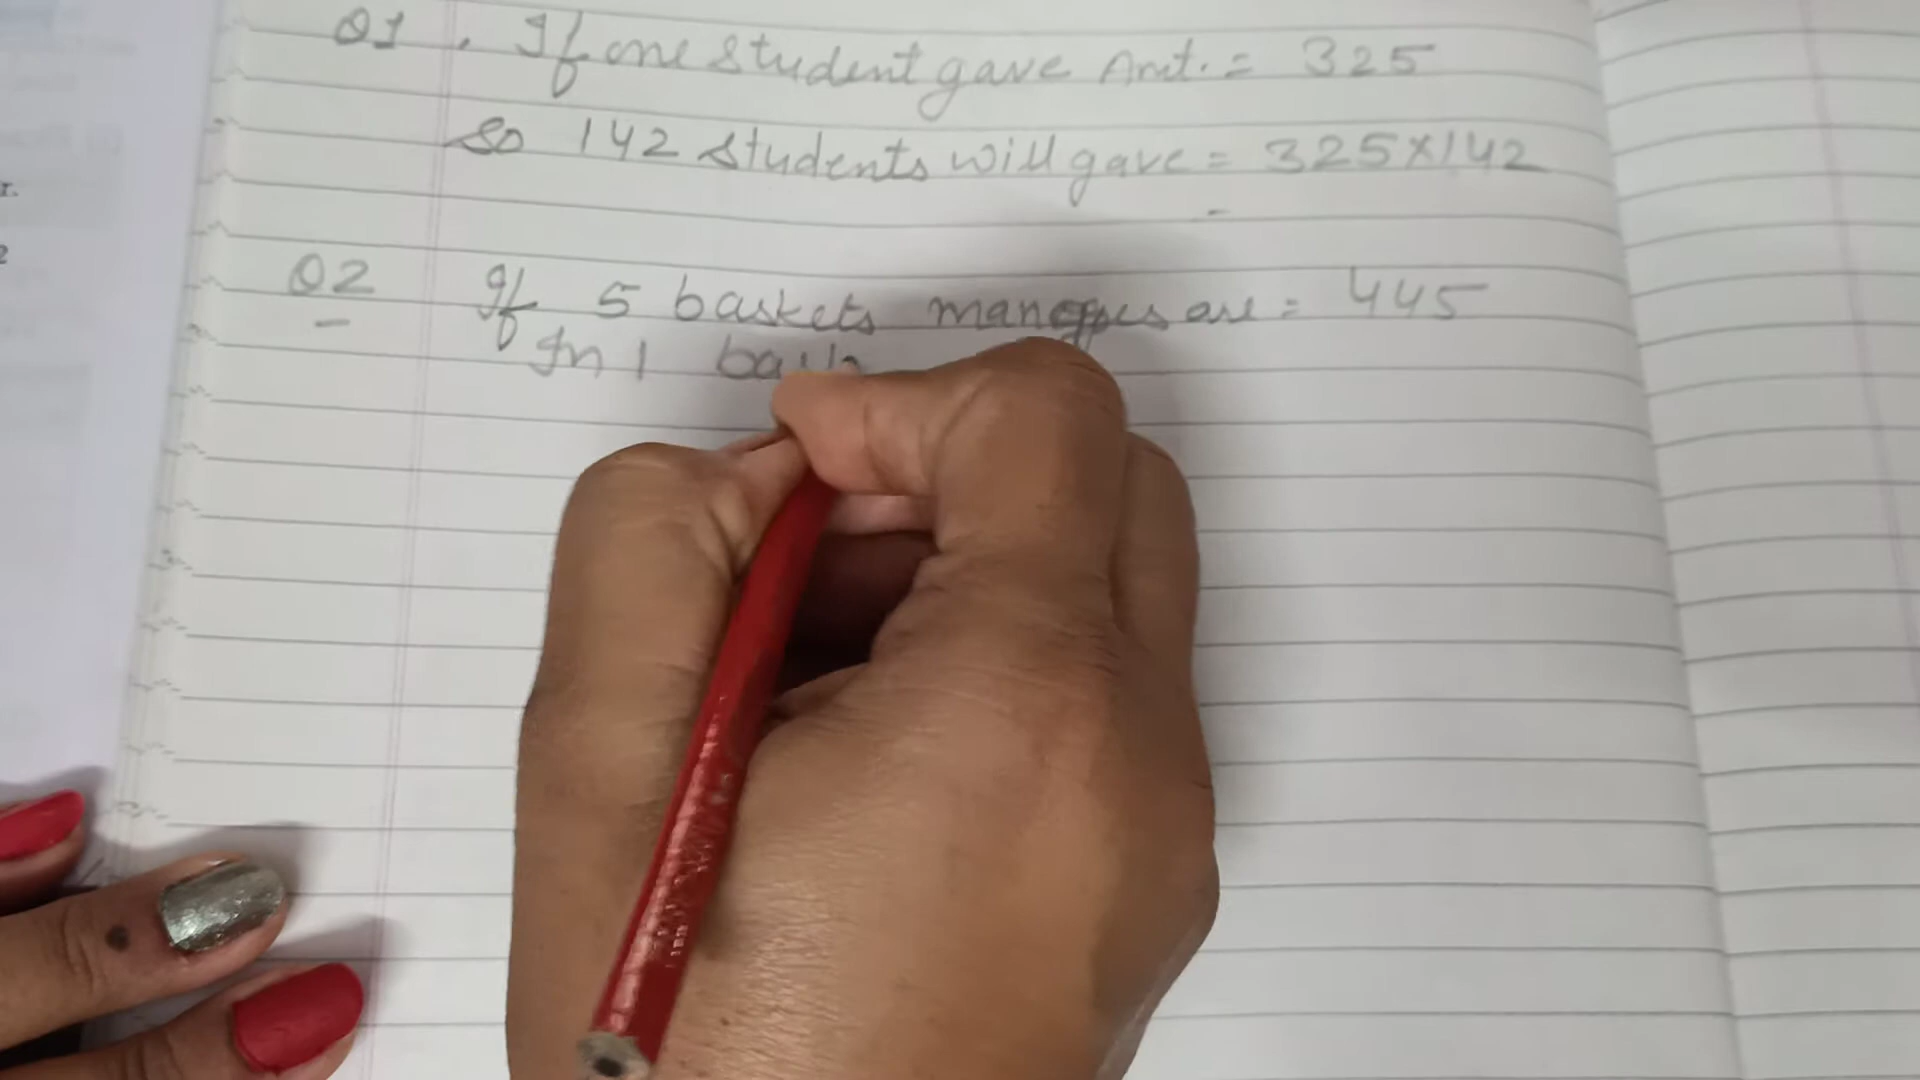 Q1. If one student gave Amt. = 325
so 142 students will gave = 325x142
Q2 If 5 baskets are = 445
In 1
r.
2